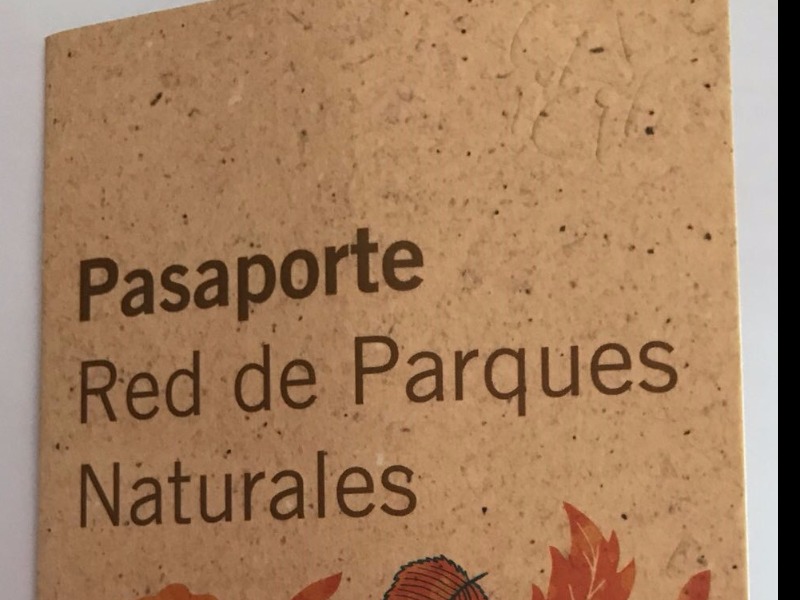 Pasaporte
Red de Parques
Naturales